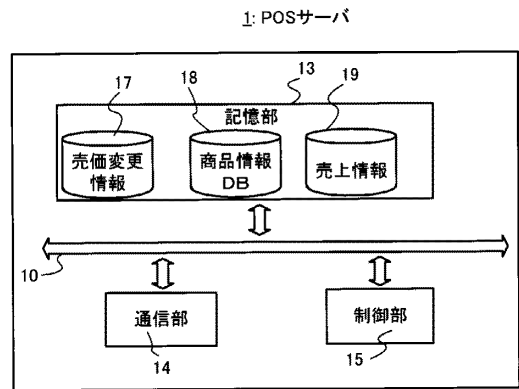 1: POSサーバ
17
18
13
19
記憶部
売価変更
情報
商品情報
DB
売上情報
10
通信部
制御部
14
15